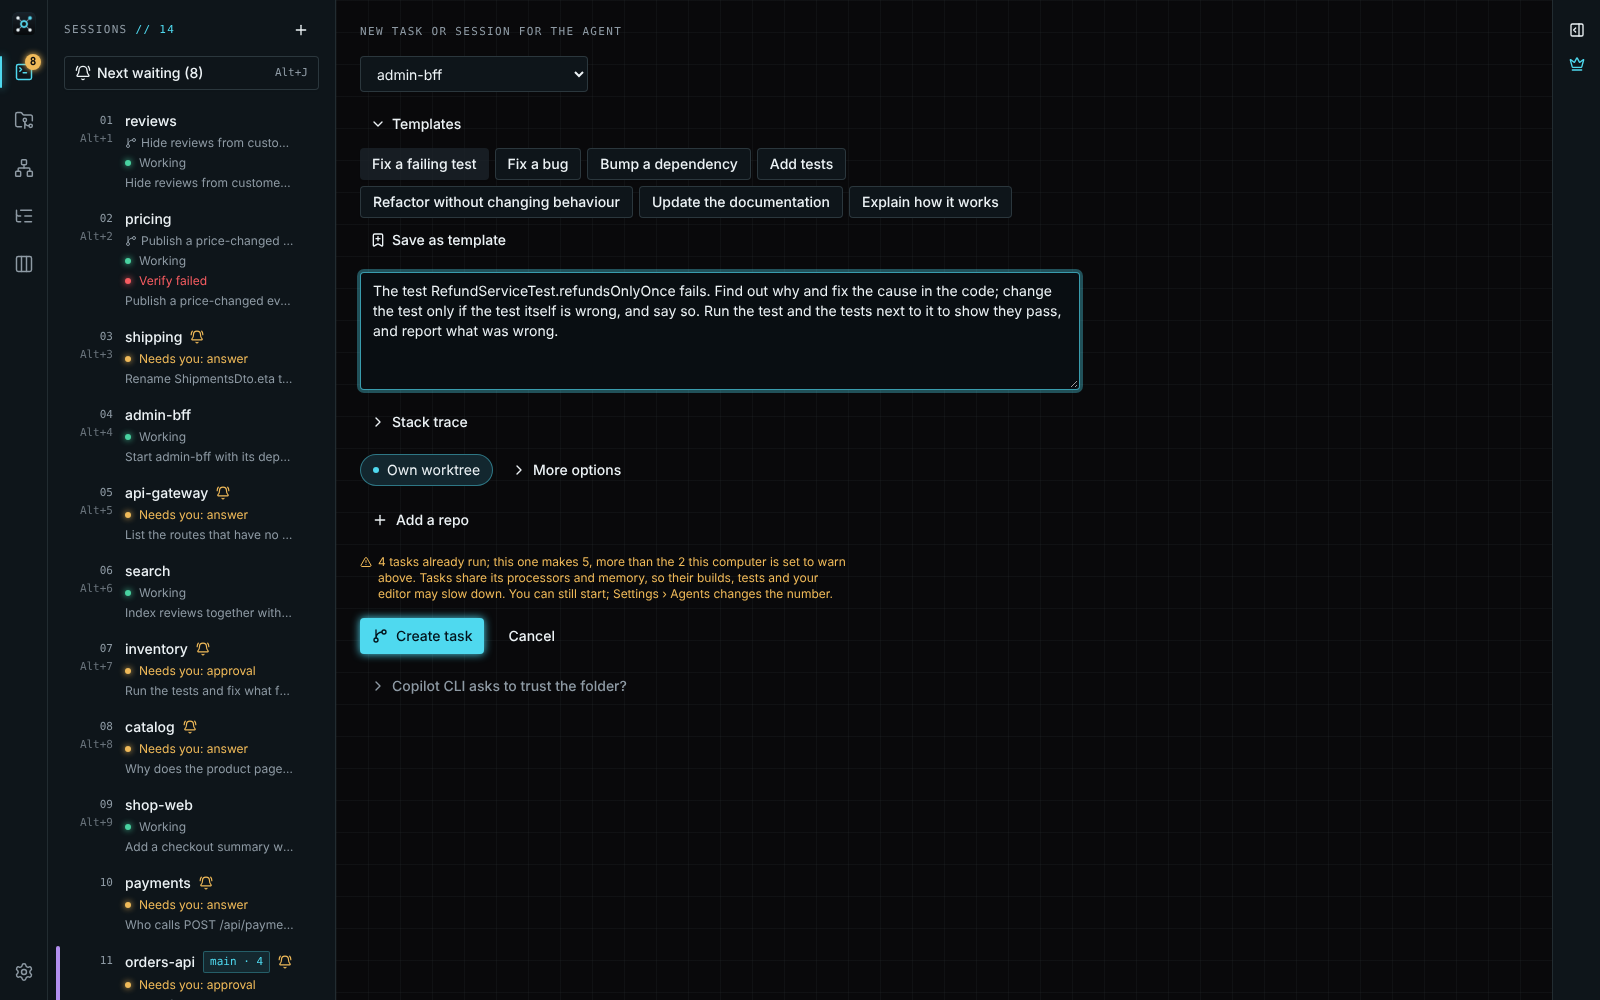 SESSIONS // 14
8
Next waiting (8) Alt+J
01 reviews
Alt+1
Hide reviews from custo...
Working
Hide reviews from custome...
02 pricing
Alt+2
Publish a price-changed ...
Working
Verify failed
Publish a price-changed ev...
03 shipping
Alt+3
Needs you: answer
Rename ShipmentsDto.eta t...
04 admin-bff
Alt+4
Working
Start admin-bff with its dep...
05 api-gateway
Alt+5
Needs you: answer
List the routes that have no ...
06 search
Alt+6
Working
Index reviews together with...
07 inventory
Alt+7
Needs you: approval
Run the tests and fix what f...
08 catalog
Alt+8
Needs you: answer
Why does the product page...
09 shop-web
Alt+9
Working
Add a checkout summary w...
10 payments
Needs you: answer
Who calls POST /api/payme...
11 orders-api main · 4
Needs you: approval
NEW TASK OR SESSION FOR THE AGENT
admin-bff
Templates
Fix a failing test Fix a bug Bump a dependency Add tests
Refactor without changing behaviour Update the documentation Explain how it works
Save as template
The test RefundServiceTest.refundsOnlyOnce fails. Find out why and fix the cause in the code; change
the test only if the test itself is wrong, and say so. Run the test and the tests next to it to show they pass,
and report what was wrong.
Stack trace
Own worktree More options
Add a repo
4 tasks already run; this one makes 5, more than the 2 this computer is set to warn
above. Tasks share its processors and memory, so their builds, tests and your
editor may slow down. You can still start; Settings › Agents changes the number.
Create task Cancel
Copilot CLI asks to trust the folder?